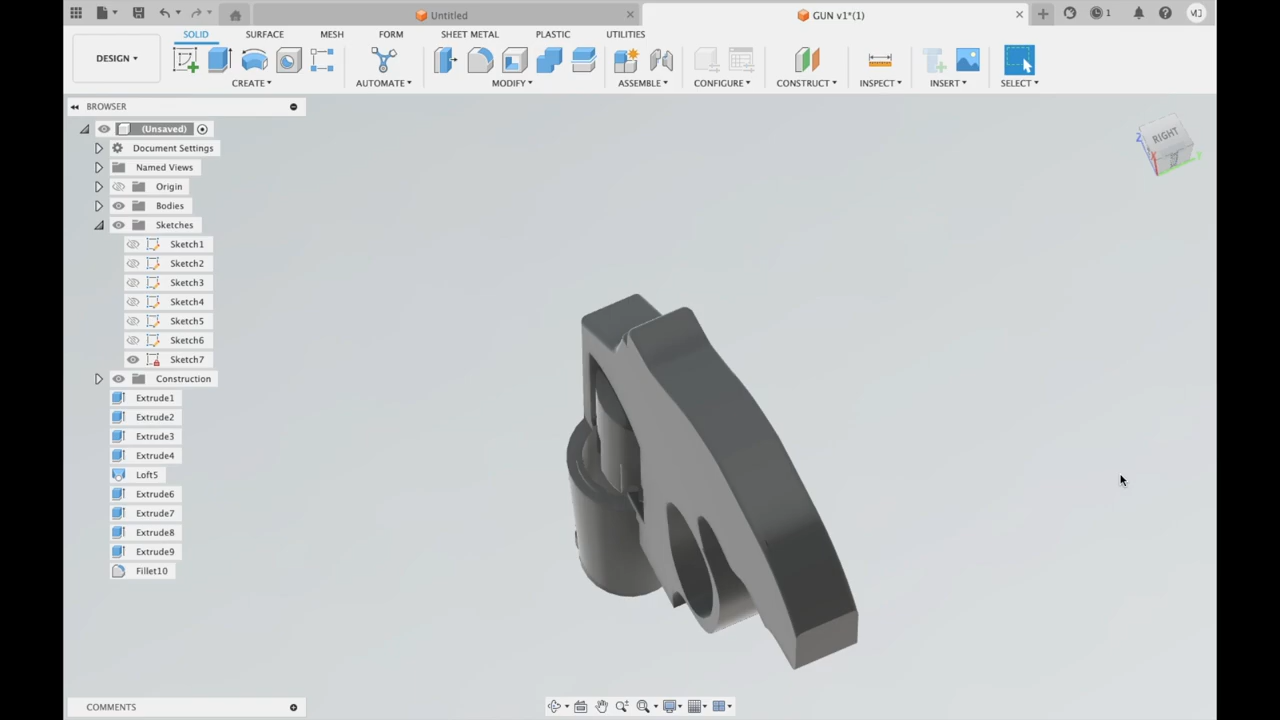 Untitled
GUN v1*(1)
1
MJ
DESIGN
SOLID
SURFACE
MESH
FORM
SHEET METAL
PLASTIC
UTILITIES
CREATE
AUTOMATE
MODIFY
ASSEMBLE
CONFIGURE
CONSTRUCT
INSPECT
INSERT
SELECT
BROWSER
(Unsaved)
Document Settings
Named Views
Origin
Bodies
Sketches
Sketch1
Sketch2
Sketch3
Sketch4
Sketch5
Sketch6
Sketch7
Construction
Extrude1
Extrude2
Extrude3
Extrude4
Loft5
Extrude6
Extrude7
Extrude8
Extrude9
Fillet10
RIGHT
Z
COMMENTS